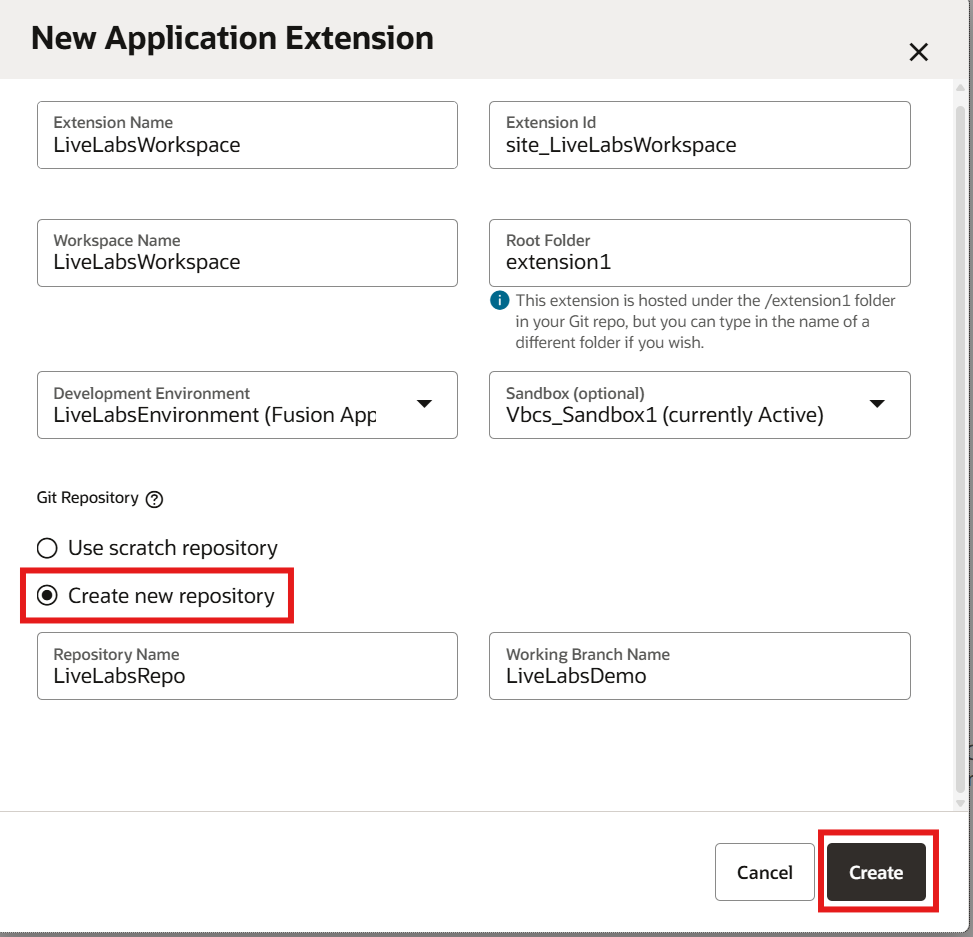 New Application Extension
Extension Name
LiveLabsWorkspace
Extension Id
site_LiveLabsWorkspace
Workspace Name
LiveLabsWorkspace
Root Folder
extension1
This extension is hosted under the /extension1 folder
in your Git repo, but you can type in the name of a
different folder if you wish.
Development Environment
LiveLabsEnvironment (Fusion App
Sandbox (optional)
Vbcs_Sandbox1 (currently Active)
Git Repository
Use scratch repository
Create new repository
Repository Name
LiveLabsRepo
Working Branch Name
LiveLabsDemo
Cancel
Create